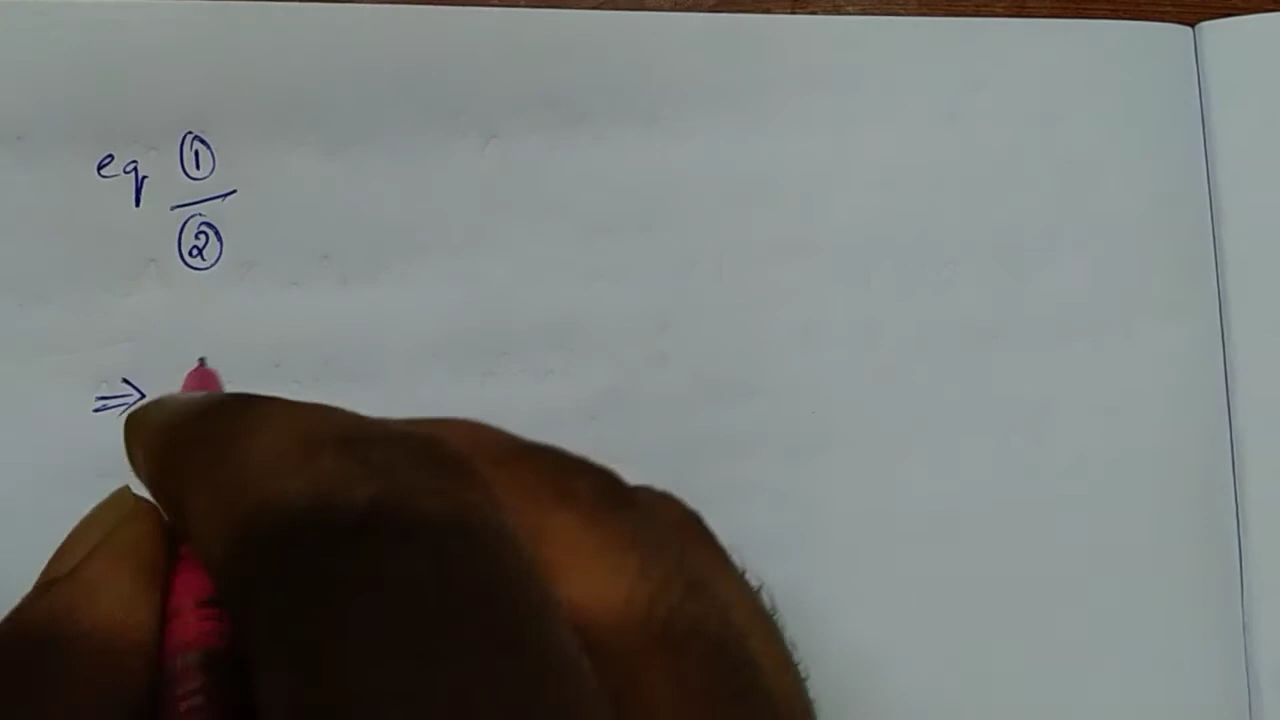 eq ①
②
⇒